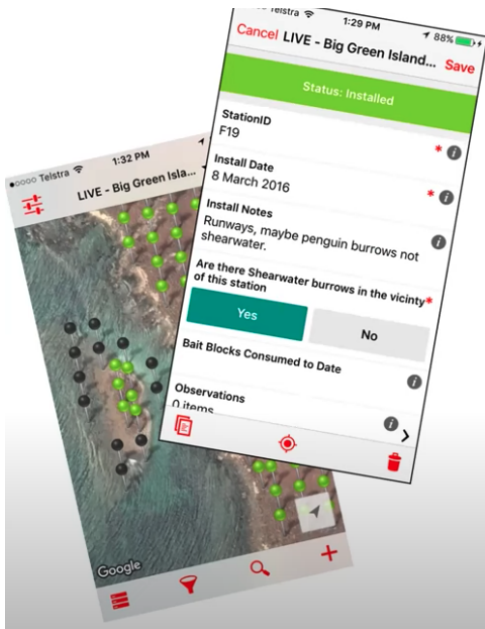 1:29 PM
88%
Cancel LIVE - Big Green Island... Save
Status: Installed
StationID
F19
*
Install Date
8 March 2016
*
Install Notes
Runways, maybe penguin burrows not
shearwater.
Are there Shearwater burrows in the vicinty*
of this station
Yes No
Bait Blocks Consumed to Date
Observations
0 items
Telstra 1:32 PM
LIVE - Big Green Isla...
Google